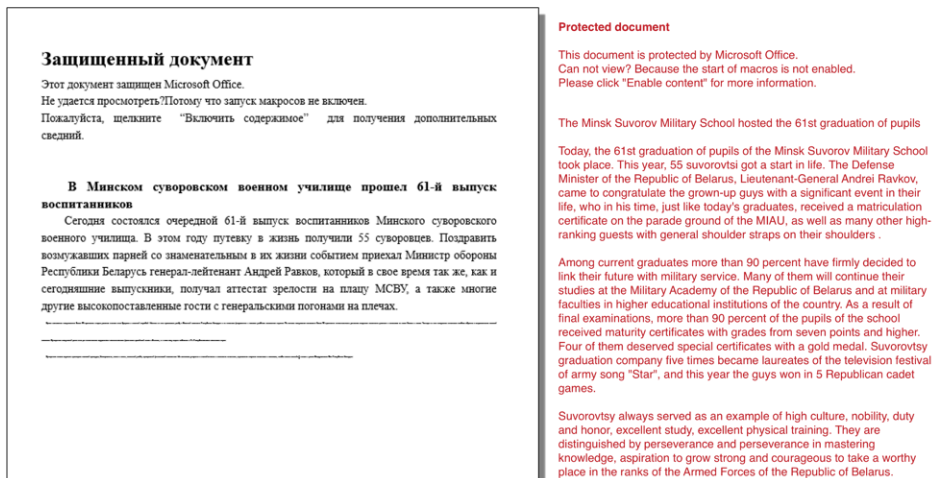 Защищенный документ
Этот документ защищен Microsoft Office.
Не удается просмотреть?Потому что запуск макросов не включен.
Пожалуйста, щелкните “Включить содержимое” для получения дополнительных
сведний.
В Минском суворовском военном училище прошел 61-й выпуск
воспитанников
Сегодня состоялся очередной 61-й выпуск воспитанников Минского суворовского
военного училища. В этом году путевку в жизнь получили 55 суворовцев. Поздравить
возмужавших парней со знаменательным в их жизни событием приехал Министр обороны
Республики Беларусь генерал-лейтенант Андрей Равков, который в свое время так же, как и
сегодняшние выпускники, получал аттестат зрелости на плацу МСВУ, а также многие
другие высокопоставленные гости с генеральскими погонами на плечах.
Protected document
This document is protected by Microsoft Office.
Can not view? Because the start of macros is not enabled.
Please click "Enable content" for more information.
The Minsk Suvorov Military School hosted the 61st graduation of pupils
Today, the 61st graduation of pupils of the Minsk Suvorov Military School
took place. This year, 55 suvorovtsi got a start in life. The Defense
Minister of the Republic of Belarus, Lieutenant-General Andrei Ravkov,
came to congratulate the grown-up guys with a significant event in their
life, who in his time, just like today's graduates, received a matriculation
certificate on the parade ground of the MIAU, as well as many other high-
ranking guests with general shoulder straps on their shoulders .
Among current graduates more than 90 percent have firmly decided to
link their future with military service. Many of them will continue their
studies at the Military Academy of the Republic of Belarus and at military
faculties in higher educational institutions of the country. As a result of
final examinations, more than 90 percent of the pupils of the school
received maturity certificates with grades from seven points and higher.
Four of them deserved special certificates with a gold medal. Suvorovtsy
graduation company five times became laureates of the television festival
of army song "Star", and this year the guys won in 5 Republican cadet
games.
Suvorovtsy always served as an example of high culture, nobility, duty
and honor, excellent study, excellent physical training. They are
distinguished by perseverance and perseverance in mastering
knowledge, aspiration to grow strong and courageous to take a worthy
place in the ranks of the Armed Forces of the Republic of Belarus.